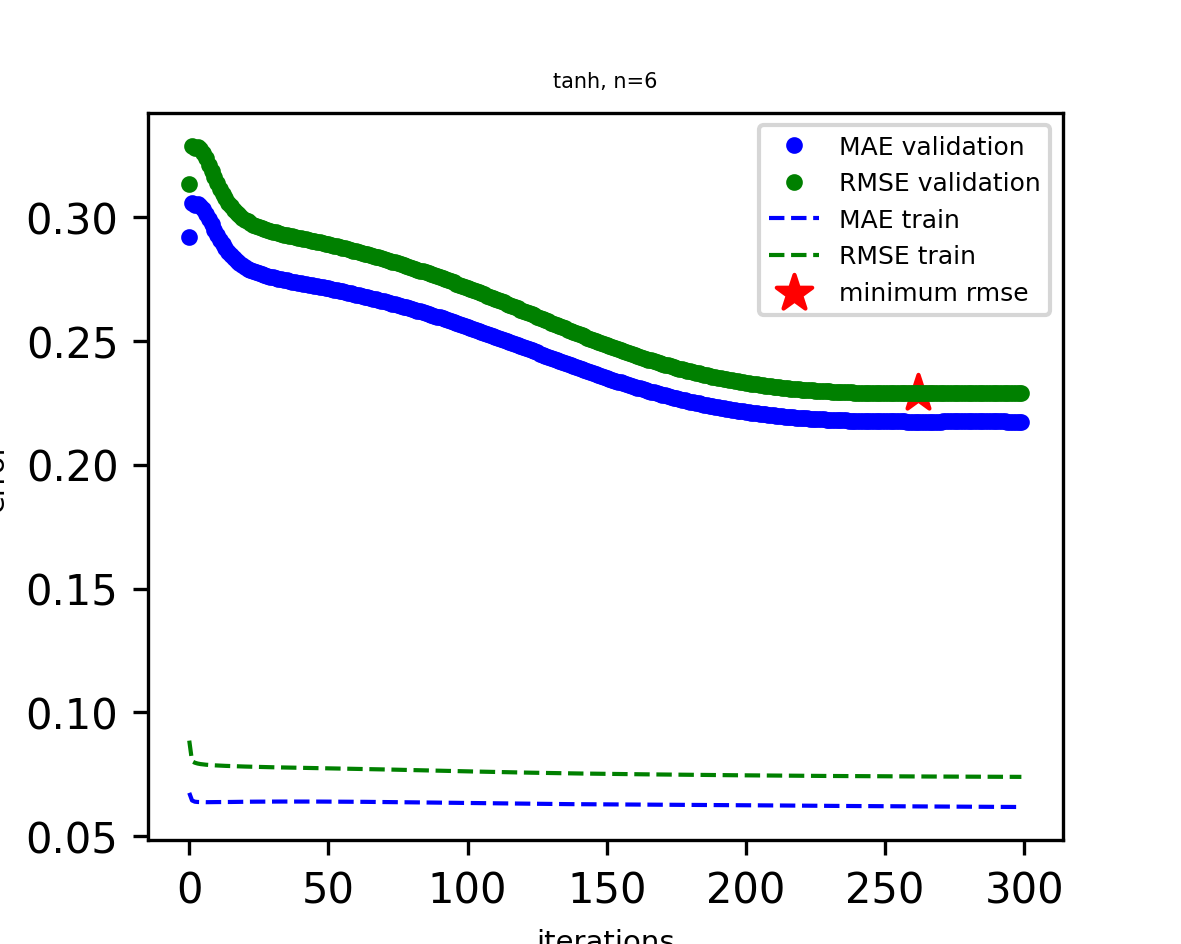 tanh, n=6
MAE validation
RMSE validation
MAE train
RMSE train
minimum rmse
0.30
0.25
0.20
0.15
0.10
0.05
0 50 100 150 200 250 300
iterations